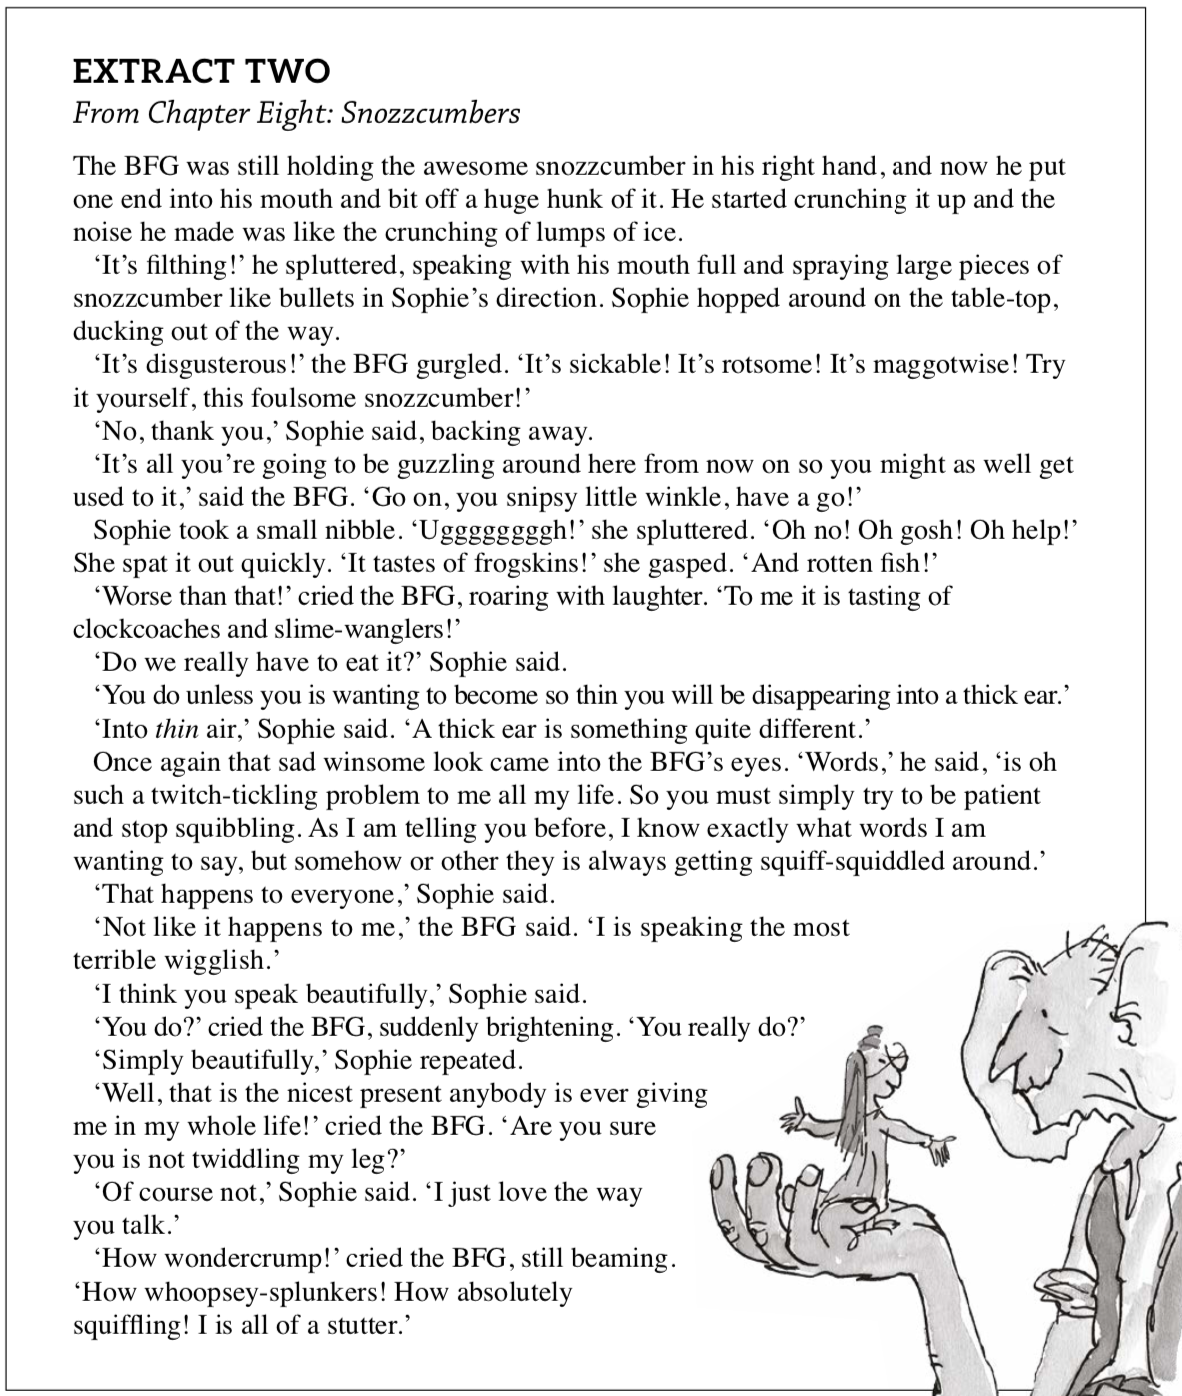 EXTRACT TWO
From Chapter Eight: Snozzcumbers
The BFG was still holding the awesome snozzcumber in his right hand, and now he put
one end into his mouth and bit off a huge hunk of it. He started crunching it up and the
noise he made was like the crunching of lumps of ice.
‘It’s filthing!’ he spluttered, speaking with his mouth full and spraying large pieces of
snozzcumber like bullets in Sophie’s direction. Sophie hopped around on the table-top,
ducking out of the way.
‘It’s disgusterous!’ the BFG gurgled. ‘It’s sickable! It’s rotsome! It’s maggotwise! Try
it yourself, this foulsome snozzcumber!’
‘No, thank you,’ Sophie said, backing away.
‘It’s all you’re going to be guzzling around here from now on so you might as well get
used to it,’ said the BFG. ‘Go on, you snipsy little winkle, have a go!’
Sophie took a small nibble. ‘Uggggggggh!’ she spluttered. ‘Oh no! Oh gosh! Oh help!’
She spat it out quickly. ‘It tastes of frogskins!’ she gasped. ‘And rotten fish!’
‘Worse than that!’ cried the BFG, roaring with laughter. ‘To me it is tasting of
clockcoaches and slime-wanglers!’
‘Do we really have to eat it?’ Sophie said.
‘You do unless you is wanting to become so thin you will be disappearing into a thick ear.’
‘Into thin air,’ Sophie said. ‘A thick ear is something quite different.’
Once again that sad winsome look came into the BFG’s eyes. ‘Words,’ he said, ‘is oh
such a twitch-tickling problem to me all my life. So you must simply try to be patient
and stop squibbling. As I am telling you before, I know exactly what words I am
wanting to say, but somehow or other they is always getting squiff-squiddled around.’
‘That happens to everyone,’ Sophie said.
‘Not like it happens to me,’ the BFG said. ‘I is speaking the most
terrible wigglish.’
‘I think you speak beautifully,’ Sophie said.
‘You do?’ cried the BFG, suddenly brightening. ‘You really do?’
‘Simply beautifully,’ Sophie repeated.
‘Well, that is the nicest present anybody is ever giving
me in my whole life!’ cried the BFG. ‘Are you sure
you is not twiddling my leg?’
‘Of course not,’ Sophie said. ‘I just love the way
you talk.’
‘How wondercrump!’ cried the BFG, still beaming.
‘How whoopsey-splunkers! How absolutely
squiffling! I is all of a stutter.’